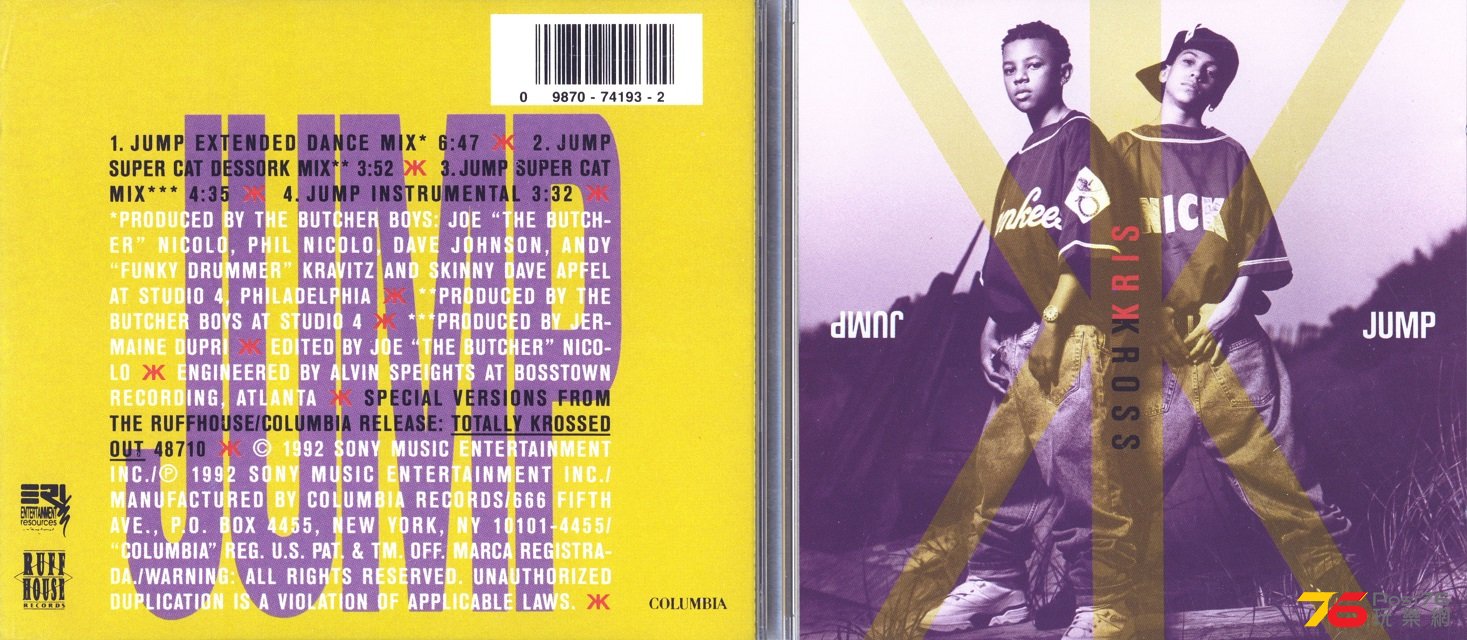 0 9870 - 74193 - 2
1. JUMP EXTENDED DANCE MIX* 6:47 Ж 2. JUMP
SUPER CAT DESSORK MIX** 3:52 Ж 3. JUMP SUPER CAT
MIX*** 4:35 Ж 4. JUMP INSTRUMENTAL 3:32 Ж
*PRODUCED BY THE BUTCHER BOYS: JOE “THE BUTCH-
ER” NICOLO, PHIL NICOLO, DAVE JOHNSON, ANDY
“FUNKY DRUMMER” KRAVITZ AND SKINNY DAVE APFEL
AT STUDIO 4, PHILADELPHIA Ж **PRODUCED BY THE
BUTCHER BOYS AT STUDIO 4 Ж ***PRODUCED BY JER-
MAINE DUPRI Ж EDITED BY JOE “THE BUTCHER” NICO-
LO Ж ENGINEERED BY ALVIN SPEIGHTS AT BOSSTOWN
RECORDING, ATLANTA Ж SPECIAL VERSIONS FROM
THE RUFFHOUSE/COLUMBIA RELEASE: TOTALLY KROSSED
OUT 48710 Ж © 1992 SONY MUSIC ENTERTAINMENT
INC./℗ 1992 SONY MUSIC ENTERTAINMENT INC./
MANUFACTURED BY COLUMBIA RECORDS/666 FIFTH
AVE., P.O. BOX 4455, NEW YORK, NY 10101-4455/
“COLUMBIA” REG. U.S. PAT. & TM. OFF. MARCA REGISTRA-
DA./WARNING: ALL RIGHTS RESERVED. UNAUTHORIZED
DUPLICATION IS A VIOLATION OF APPLICABLE LAWS. Ж
JUMP
ENTERTAINMENT
resources
RUFF
HOUSE
RECORDS
COLUMBIA
nkees
NICK
KRIS
KROSS
JUMP
JUMP
76
Post76
玩樂網